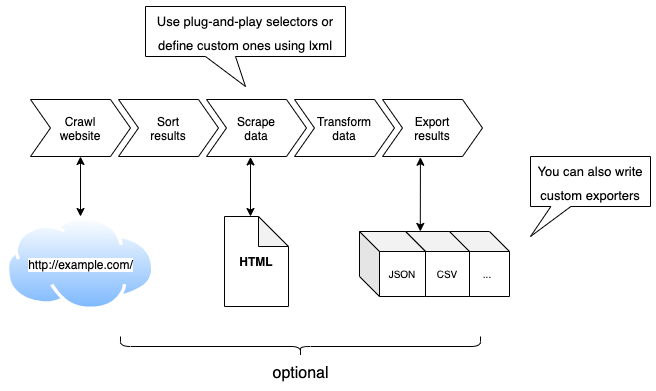 Use plug-and-play selectors or
define custom ones using lxml
Crawl
website
Sort
results
Scrape
data
Transform
data
Export
results
You can also write
custom exporters
http://example.com/
HTML
JSON
CSV
...
optional